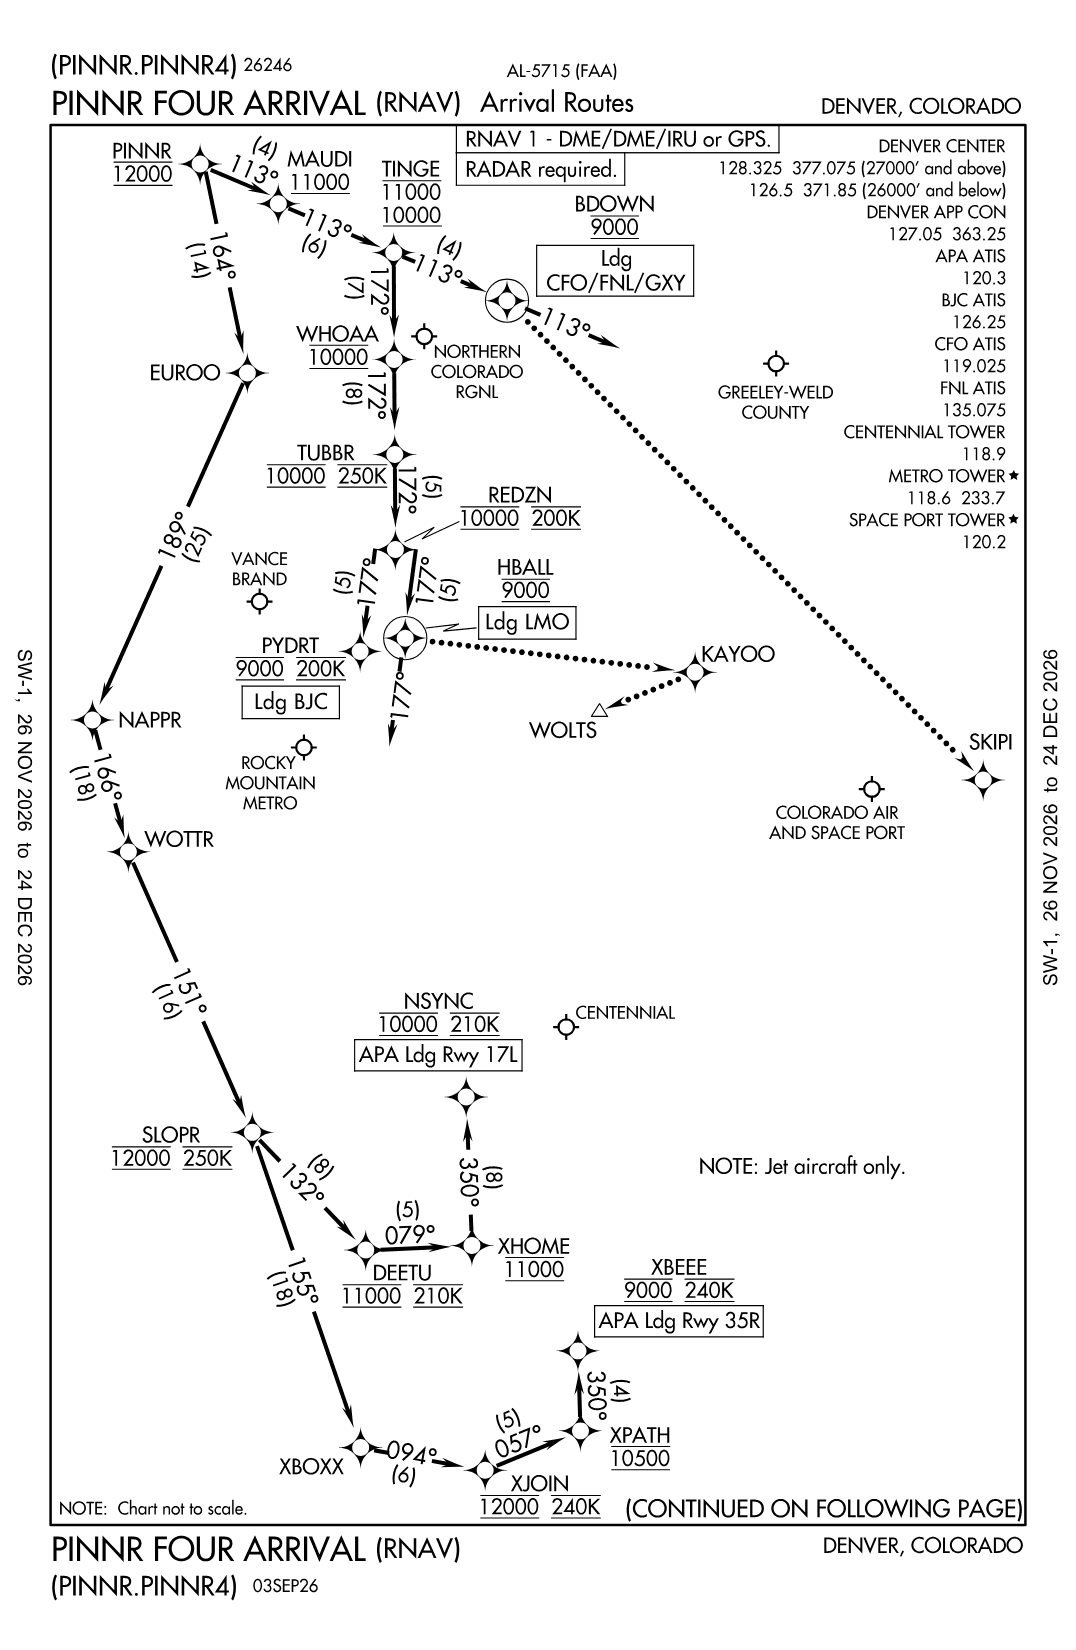 (PINNR.PINNR4) 26246
AL-5715 (FAA)
PINNR FOUR ARRIVAL (RNAV) Arrival Routes
DENVER, COLORADO
RNAV 1 - DME/DME/IRU or GPS.
RADAR required.
DENVER CENTER
128.325 377.075 (27000' and above)
126.5 371.85 (26000' and below)
DENVER APP CON
127.05 363.25
APA ATIS
120.3
BJC ATIS
126.25
CFO ATIS
119.025
FNL ATIS
135.075
CENTENNIAL TOWER
118.9
METRO TOWER★
118.6 233.7
SPACE PORT TOWER★
120.2
PINNR
12000
(4)
113°
MAUDI
11000
113°
(6)
TINGE
11000
10000
(4)
113°
BDOWN
9000
Ldg
CFO/FNL/GXY
113°
164°
(14)
172°
(7)
WHOAA
10000
NORTHERN
COLORADO
RGNL
GREELEY-WELD
COUNTY
EUROO
172°
(8)
TUBBR
10000 250K
172°
(5)
REDZN
10000 200K
189°
(25)
VANCE
BRAND
(5)
177°
177°
(5)
HBALL
9000
Ldg LMO
PYDRT
9000 200K
Ldg BJC
177°
KAYOO
WOLTS
SKIPI
NAPPR
ROCKY
MOUNTAIN
METRO
166°
(18)
COLORADO AIR
AND SPACE PORT
WOTTR
151°
(16)
NSYNC
10000 210K
APA Ldg Rwy 17L
CENTENNIAL
SLOPR
12000 250K
(8)
132°
350°
(8)
NOTE: Jet aircraft only.
(5)
079°
DEETU
11000 210K
XHOME
11000
155°
(18)
XBEEE
9000 240K
APA Ldg Rwy 35R
350°
(4)
XBOXX
094°
(6)
(5)
057°
XPATH
10500
XJOIN
12000 240K
NOTE: Chart not to scale.
(CONTINUED ON FOLLOWING PAGE)
PINNR FOUR ARRIVAL (RNAV)
DENVER, COLORADO
(PINNR.PINNR4) 03SEP26
SW-1, 26 NOV 2026 to 24 DEC 2026
SW-1, 26 NOV 2026 to 24 DEC 2026